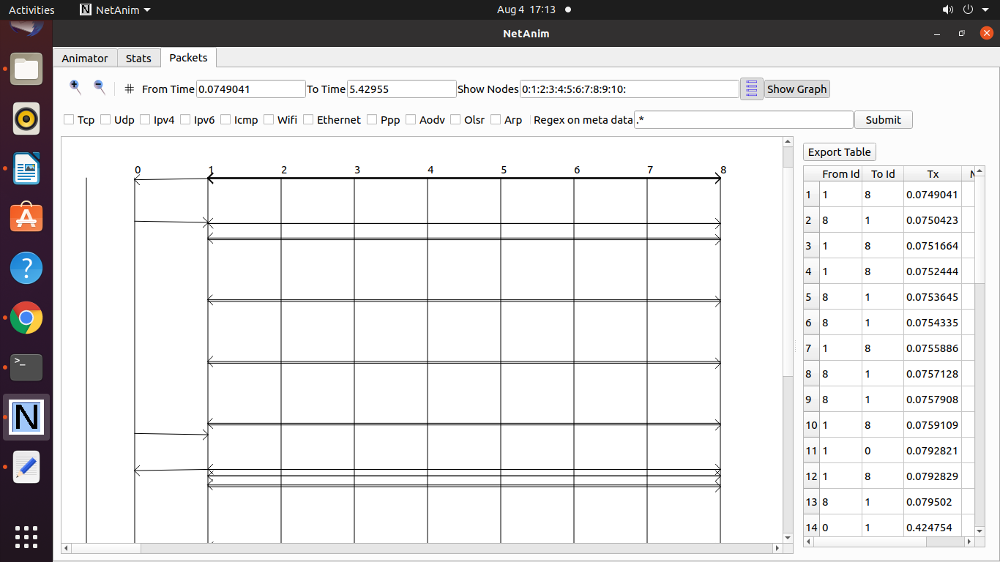 Activities NetAnim Aug 4 17:13
NetAnim
Animator Stats Packets
# From Time 0.0749041 To Time 5.42955 Show Nodes 0:1:2:3:4:5:6:7:8:9:10: Show Graph
Tcp Udp Ipv4 Ipv6 Icmp Wifi Ethernet Ppp Aodv Olsr Arp Regex on meta data .* Submit
Export Table
0 1 2 3 4 5 6 7 8
From Id To Id Tx
1 1 8 0.0749041
2 8 1 0.0750423
3 1 8 0.0751664
4 1 8 0.0752444
5 8 1 0.0753645
6 8 1 0.0754335
7 1 8 0.0755886
8 8 1 0.0757128
9 8 1 0.0757908
10 1 8 0.0759109
11 1 0 0.0792821
12 1 8 0.0792829
13 8 1 0.079502
14 0 1 0.424754